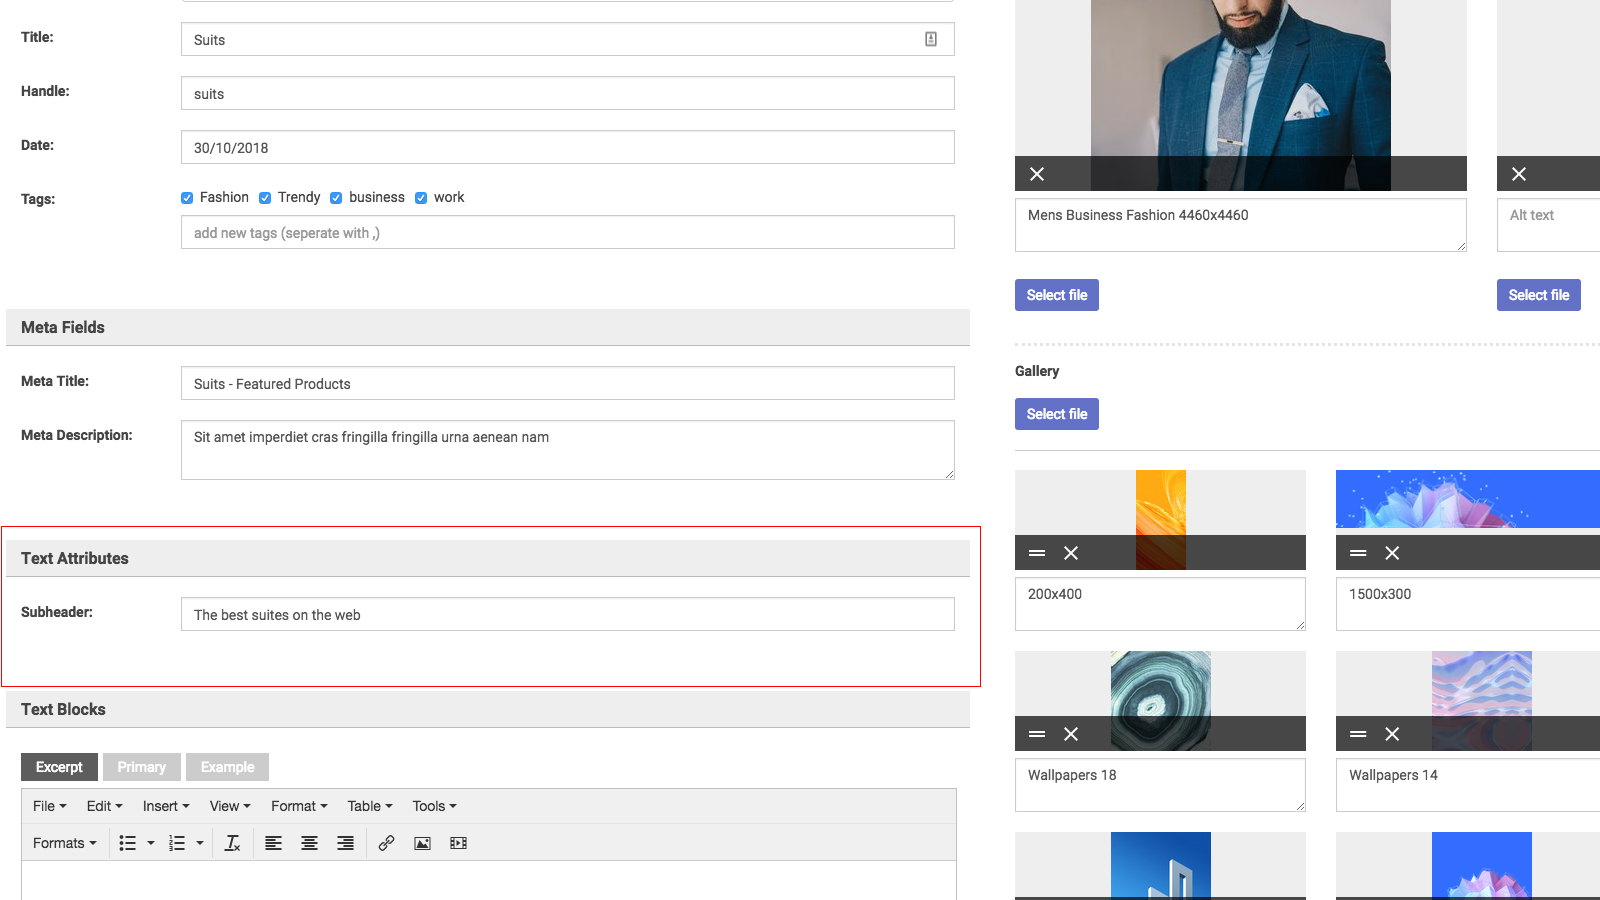 Title:
Suits
Handle:
suits
Date:
30/10/2018
Tags:
Fashion Trendy business work
add new tags (seperate with ,)
Meta Fields
Meta Title:
Suits - Featured Products
Meta Description:
Sit amet imperdiet cras fringilla fringilla urna aenean nam
Text Attributes
Subheader:
The best suites on the web
Text Blocks
Excerpt Primary Example
File Edit Insert View Format Table Tools
Formats
Mens Business Fashion 4460x4460
Alt text
Select file
Select file
Gallery
Select file
200x400
1500x300
Wallpapers 18
Wallpapers 14